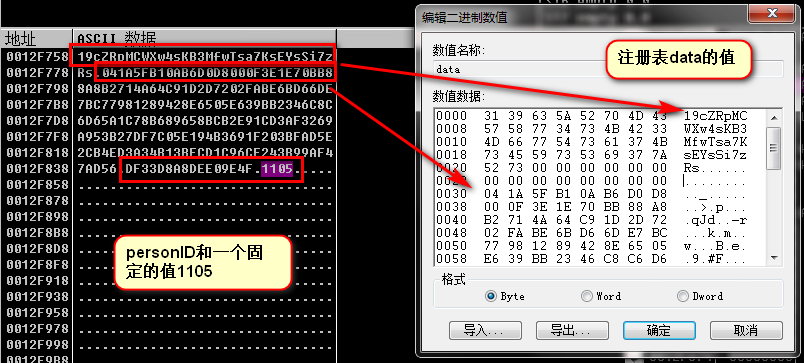 地址 ASCII 数据
0012F758 19cZRpMCWXw4sKB3MFwTsa7KsEYsSi7z
0012F778 Rs.041A5FB10AB6D0D8000F3E1E70BB8
0012F798 8A8B2714A64C91D2D7202FABE6BD66DE
0012F7B8 7BC77981289428E6505E639BB2346C8C
0012F7D8 6D65A1C78B689658BCB2E91CD3AF3269
0012F7F8 A953B27DF7C05E194B3691F203BFAD5E
0012F818 2CB4ED3A34B13BECD1C96CF243B99AF4
0012F838 7AD56.DF33D8A8DEE09E4F.1105.....
0012F858 ................................
0012F878 ................................
0012F898 ................................
0012F8B8 ................................
0012F8D8 ................................
0012F8F8 ................................
0012F918 ................................
0012F938 ................................
0012F958 ................................
0012F978 ................................
0012F998 ................................
0012F9B8 ................................
personID和一个固
定的值1105
编辑二进制数值
数值名称:
data
注册表data的值
数值数据:
0000 31 39 63 5A 52 70 4D 43 19cZRpMC
0008 57 58 77 34 73 4B 42 33 WXw4sKB3
0010 4D 66 77 54 73 61 37 4B MfwTsa7K
0018 73 45 59 73 53 69 37 7A sEYsSi7z
0020 52 73 00 00 00 00 00 00 Rs......
0028 00 00 00 00 00 00 00 00 ........
0030 04 1A 5F B1 0A B6 D0 D8 .._.....
0038 00 0F 3E 1E 70 BB 88 A8 ..>.p...
0040 B2 71 4A 64 C9 1D 2D 72 .qJd..-r
0048 02 FA BE 6B D6 6D E7 BC ...k.m..
0050 77 98 12 89 42 8E 65 05 w...B.e.
0058 E6 39 BB 23 46 C8 C6 D6 .9.#F...
格式
Byte Word Dword
导入... 导出... 确定 取消